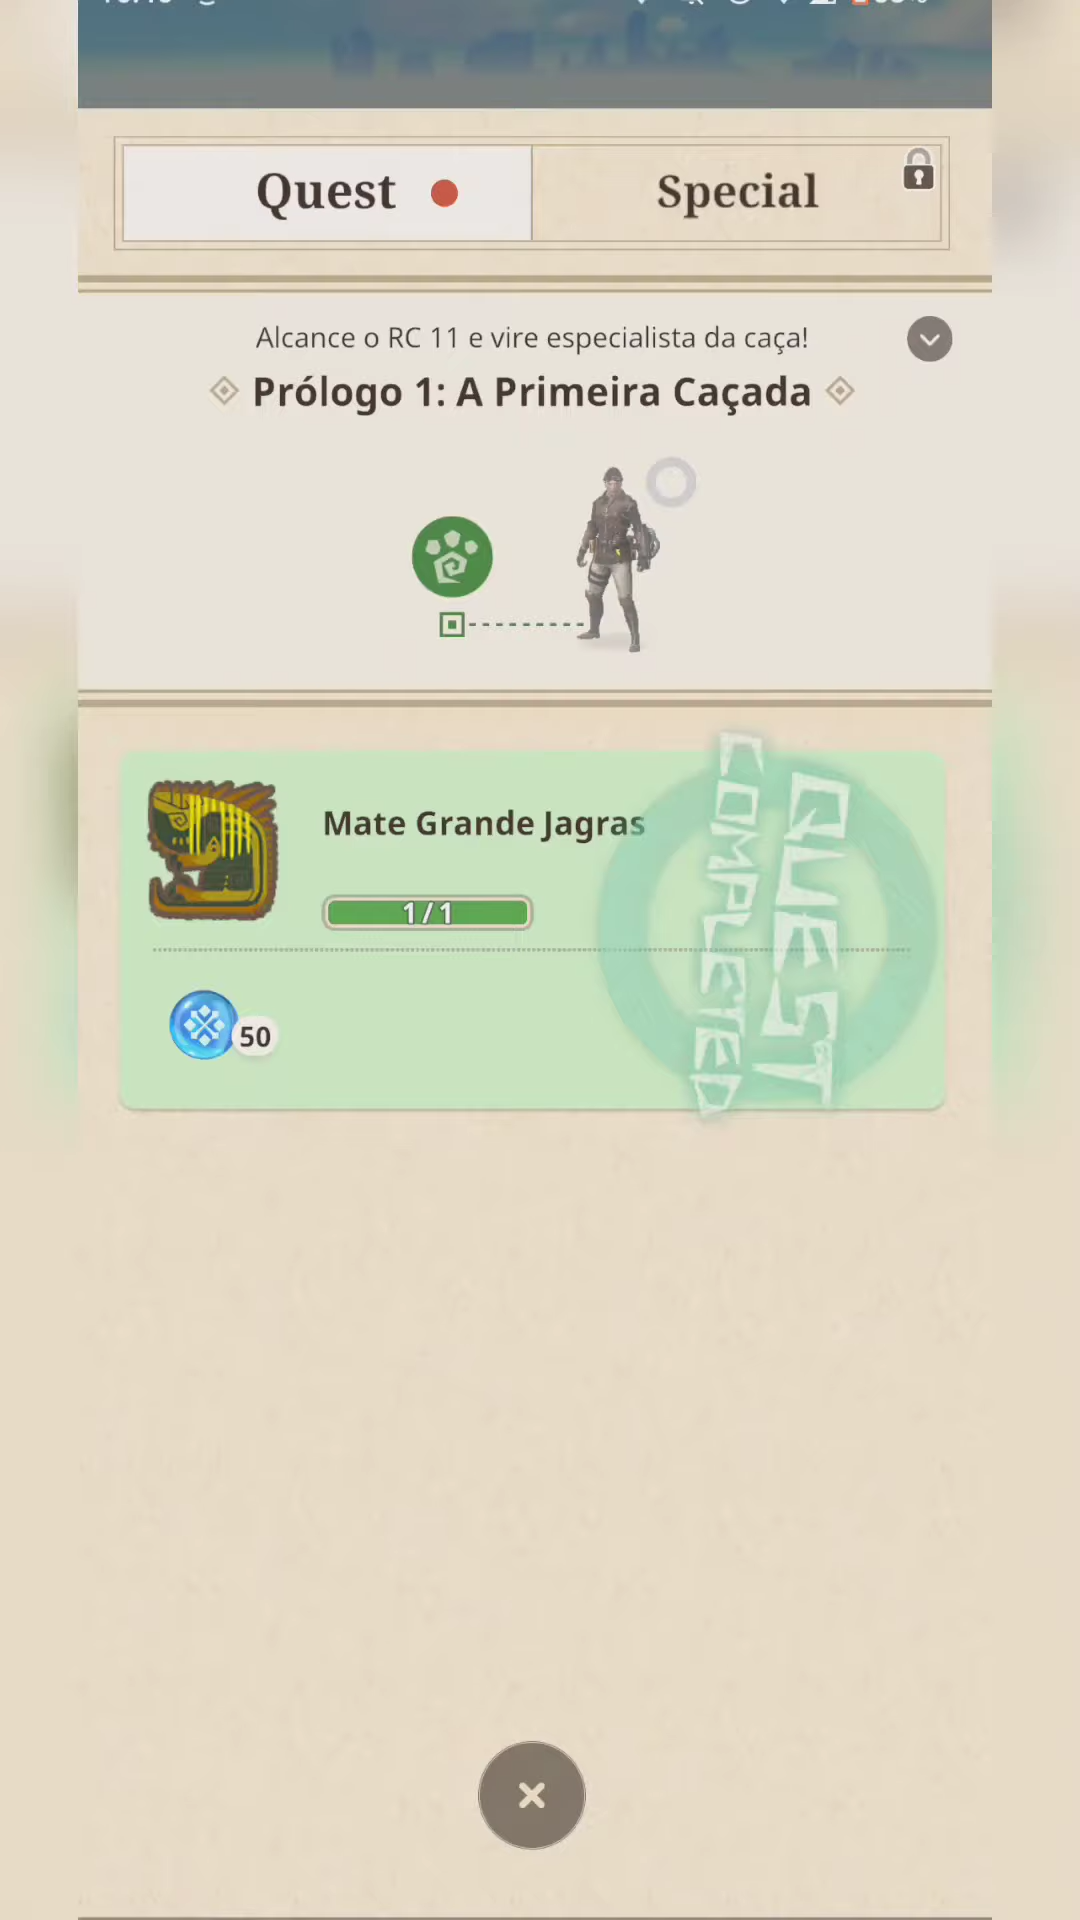 Quest
Special
Alcance o RC 11 e vire especialista da caça!
Prólogo 1: A Primeira Caçada
Mate Grande Jagras
1/1
50
QUEST
COMPLETED